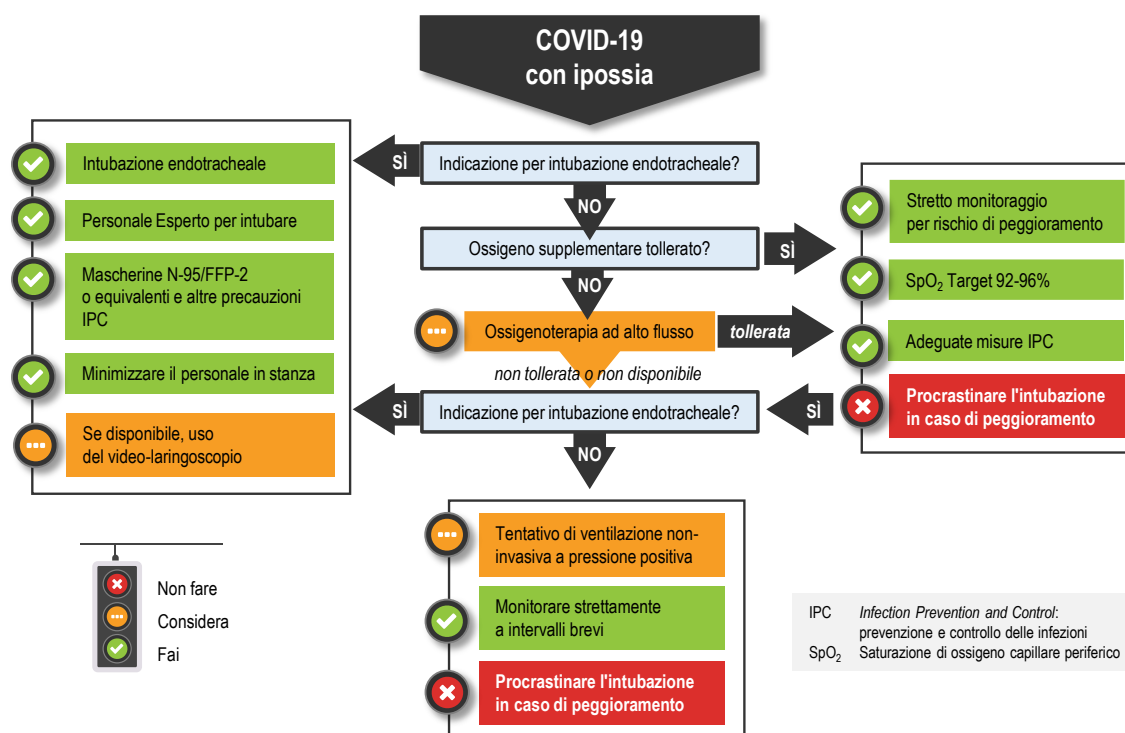 COVID-19
con ipossia
Indicazione per intubazione endotracheale?
SÌ
NO
Intubazione endotracheale
Personale Esperto per intubare
Mascherine N-95/FFP-2
o equivalenti e altre precauzioni
IPC
Minimizzare il personale in stanza
Se disponibile, uso
del video-laringoscopio
Ossigeno supplementare tollerato?
SÌ
NO
Stretto monitoraggio
per rischio di peggioramento
SpO₂ Target 92-96%
Adeguate misure IPC
Procrastinare l'intubazione
in caso di peggioramento
Ossigenoterapia ad alto flusso
tollerata
non tollerata o non disponibile
Indicazione per intubazione endotracheale?
SÌ
SÌ
NO
Tentativo di ventilazione non-
invasiva a pressione positiva
Monitorare strettamente
a intervalli brevi
Procrastinare l'intubazione
in caso di peggioramento
Non fare
Considera
Fai
IPC Infection Prevention and Control:
prevenzione e controllo delle infezioni
SpO₂ Saturazione di ossigeno capillare periferico